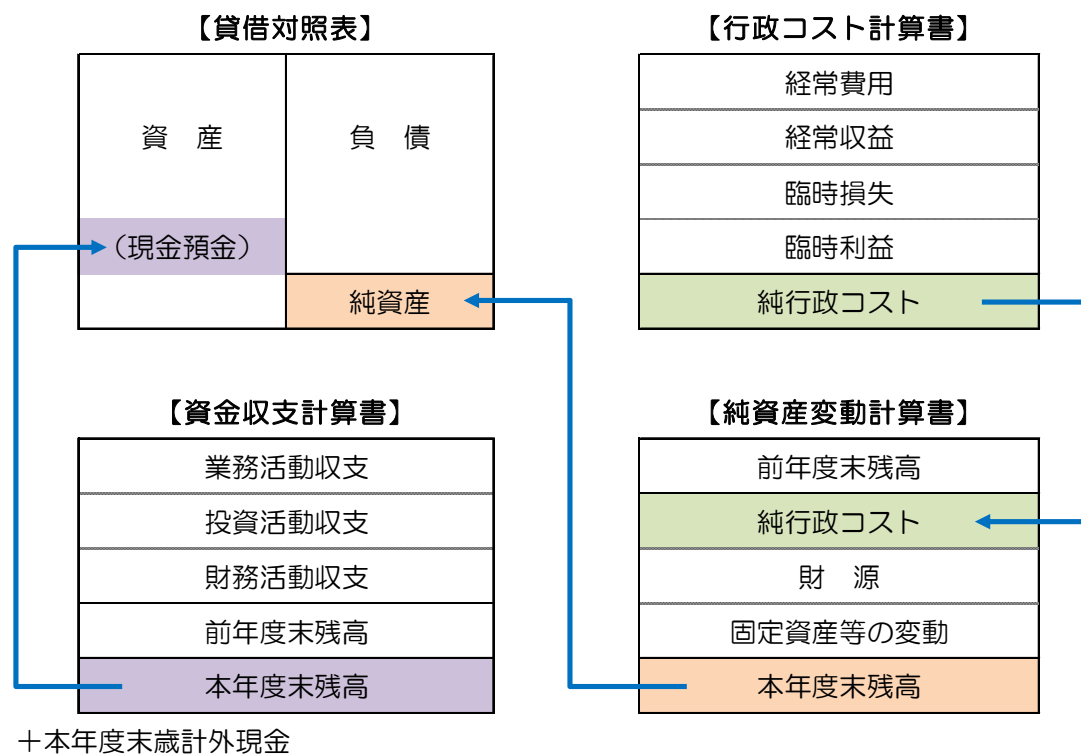 【貸借対照表】
資　産
負　債
（現金預金）
純資産
【行政コスト計算書】
経常費用
経常収益
臨時損失
臨時利益
純行政コスト
【資金収支計算書】
業務活動収支
投資活動収支
財務活動収支
前年度末残高
本年度末残高
＋本年度末歳計外現金
【純資産変動計算書】
前年度末残高
純行政コスト
財　源
固定資産等の変動
本年度末残高